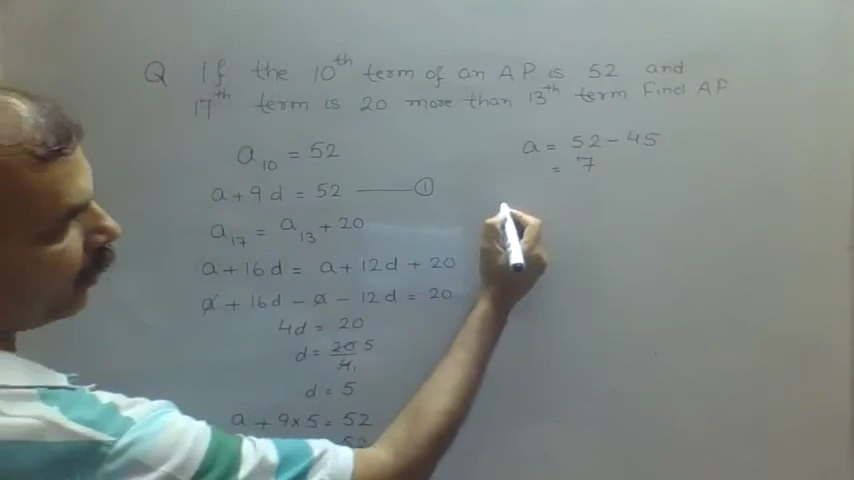 Q If the 10th term of an AP is 52 and
17th term is 20 more than 13th term Find AP
a10 = 52
a + 9d = 52 ——— ①
a17 = a13 + 20
a + 16d = a + 12d + 20
a + 16d - a - 12d = 20
4d = 20
d = 20/4 5 1
d = 5
a + 9×5 = 52
52
a = 52 - 45
= 7